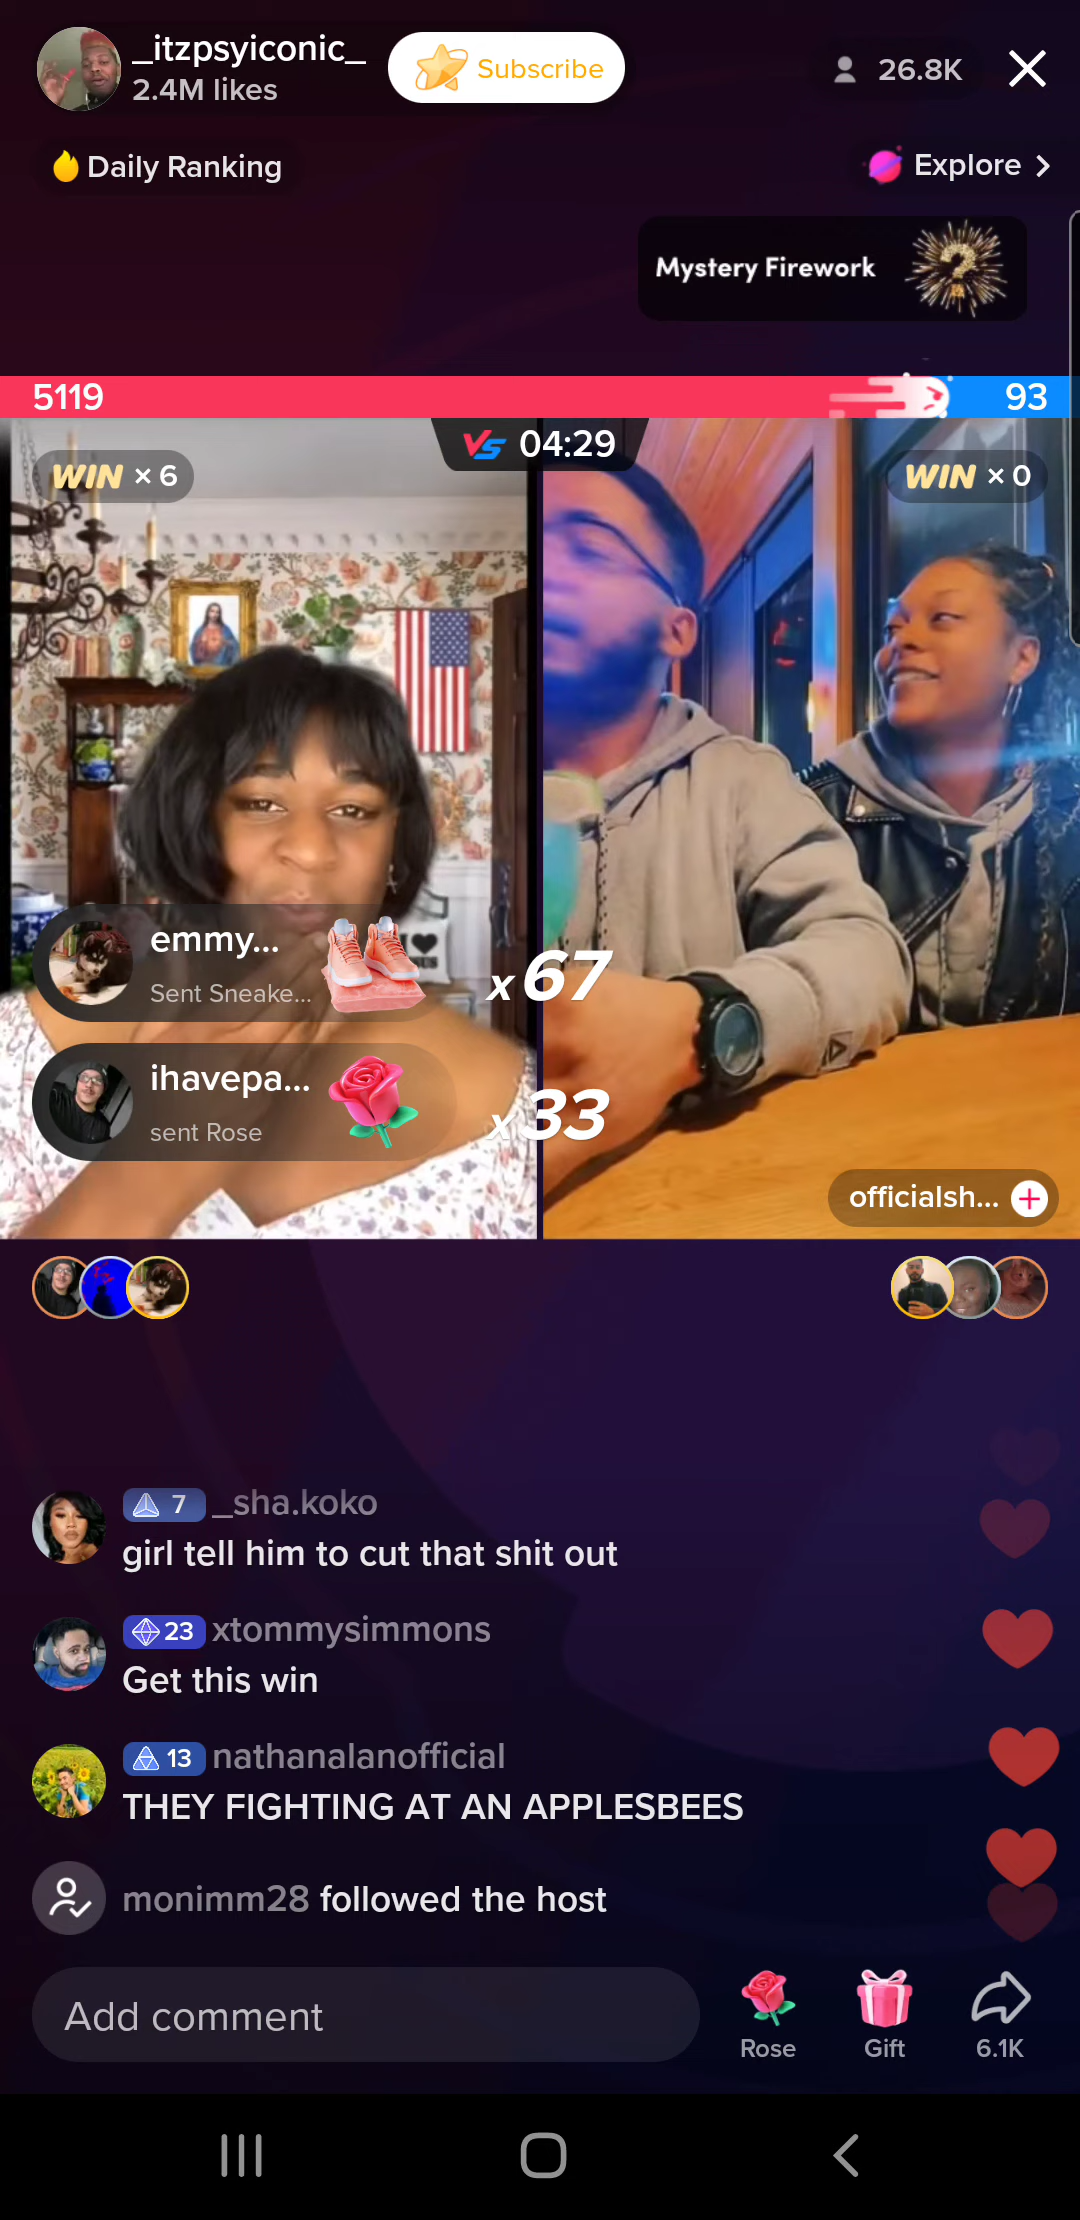 _itzpsyiconic_
2.4M likes
Subscribe
26.8K
Daily Ranking
Explore
Mystery Firework
?
5119
93
VS 04:29
WIN × 6
WIN × 0
emmy...
Sent Sneake...
x67
ihavepa...
sent Rose
x33
officialsh...
7 _sha.koko
girl tell him to cut that shit out
23 xtommysimmons
Get this win
13 nathanalanofficial
THEY FIGHTING AT AN APPLESBEES
monimm28 followed the host
Add comment
Rose
Gift
6.1K